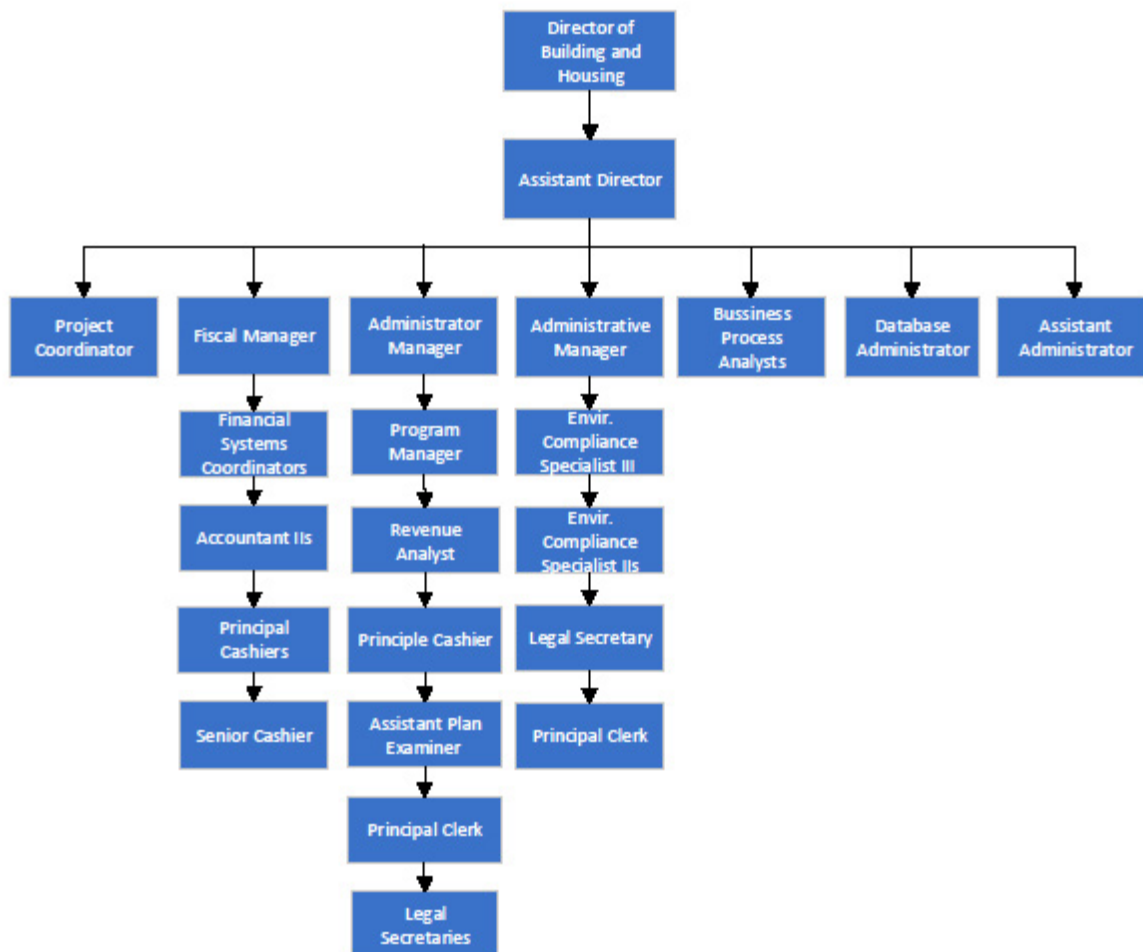 Director of
Building and
Housing
Assistant Director
Project
Coordinator
Fiscal Manager
Administrator
Manager
Administrative
Manager
Bussiness
Process
Analysts
Database
Administrator
Assistant
Administrator
Financial
Systems
Coordinators
Program
Manager
Envir.
Compliance
Specialist III
Accountant IIs
Revenue
Analyst
Envir.
Compliance
Specialist IIs
Principal
Cashiers
Principle Cashier
Legal Secretary
Senior Cashier
Assistant Plan
Examiner
Principal Clerk
Principal Clerk
Legal
Secretaries